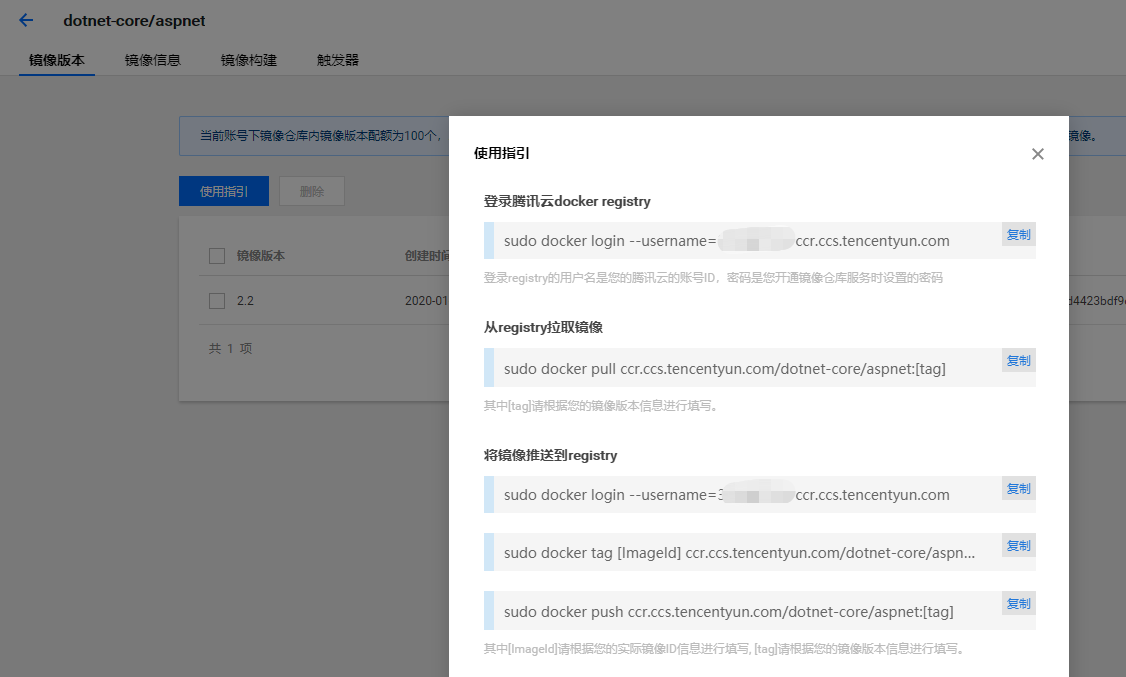 dotnet-core/aspnet
镜像版本 镜像信息 镜像构建 触发器
当前账号下镜像仓库内镜像版本配额为100个，
镜像。
使用指引 删除
镜像版本 创建时间
2.2 2020-01
d4423bdf9
共 1 项
使用指引
登录腾讯云docker registry
sudo docker login --username= ccr.ccs.tencentyun.com 复制
登录registry的用户名是您的腾讯云的账号ID，密码是您开通镜像仓库服务时设置的密码
从registry拉取镜像
sudo docker pull ccr.ccs.tencentyun.com/dotnet-core/aspnet:[tag] 复制
其中[tag]请根据您的镜像版本信息进行填写。
将镜像推送到registry
sudo docker login --username=3 ccr.ccs.tencentyun.com 复制
sudo docker tag [ImageId] ccr.ccs.tencentyun.com/dotnet-core/aspn... 复制
sudo docker push ccr.ccs.tencentyun.com/dotnet-core/aspnet:[tag] 复制
其中[ImageId]请根据您的实际镜像ID信息进行填写, [tag]请根据您的镜像版本信息进行填写。